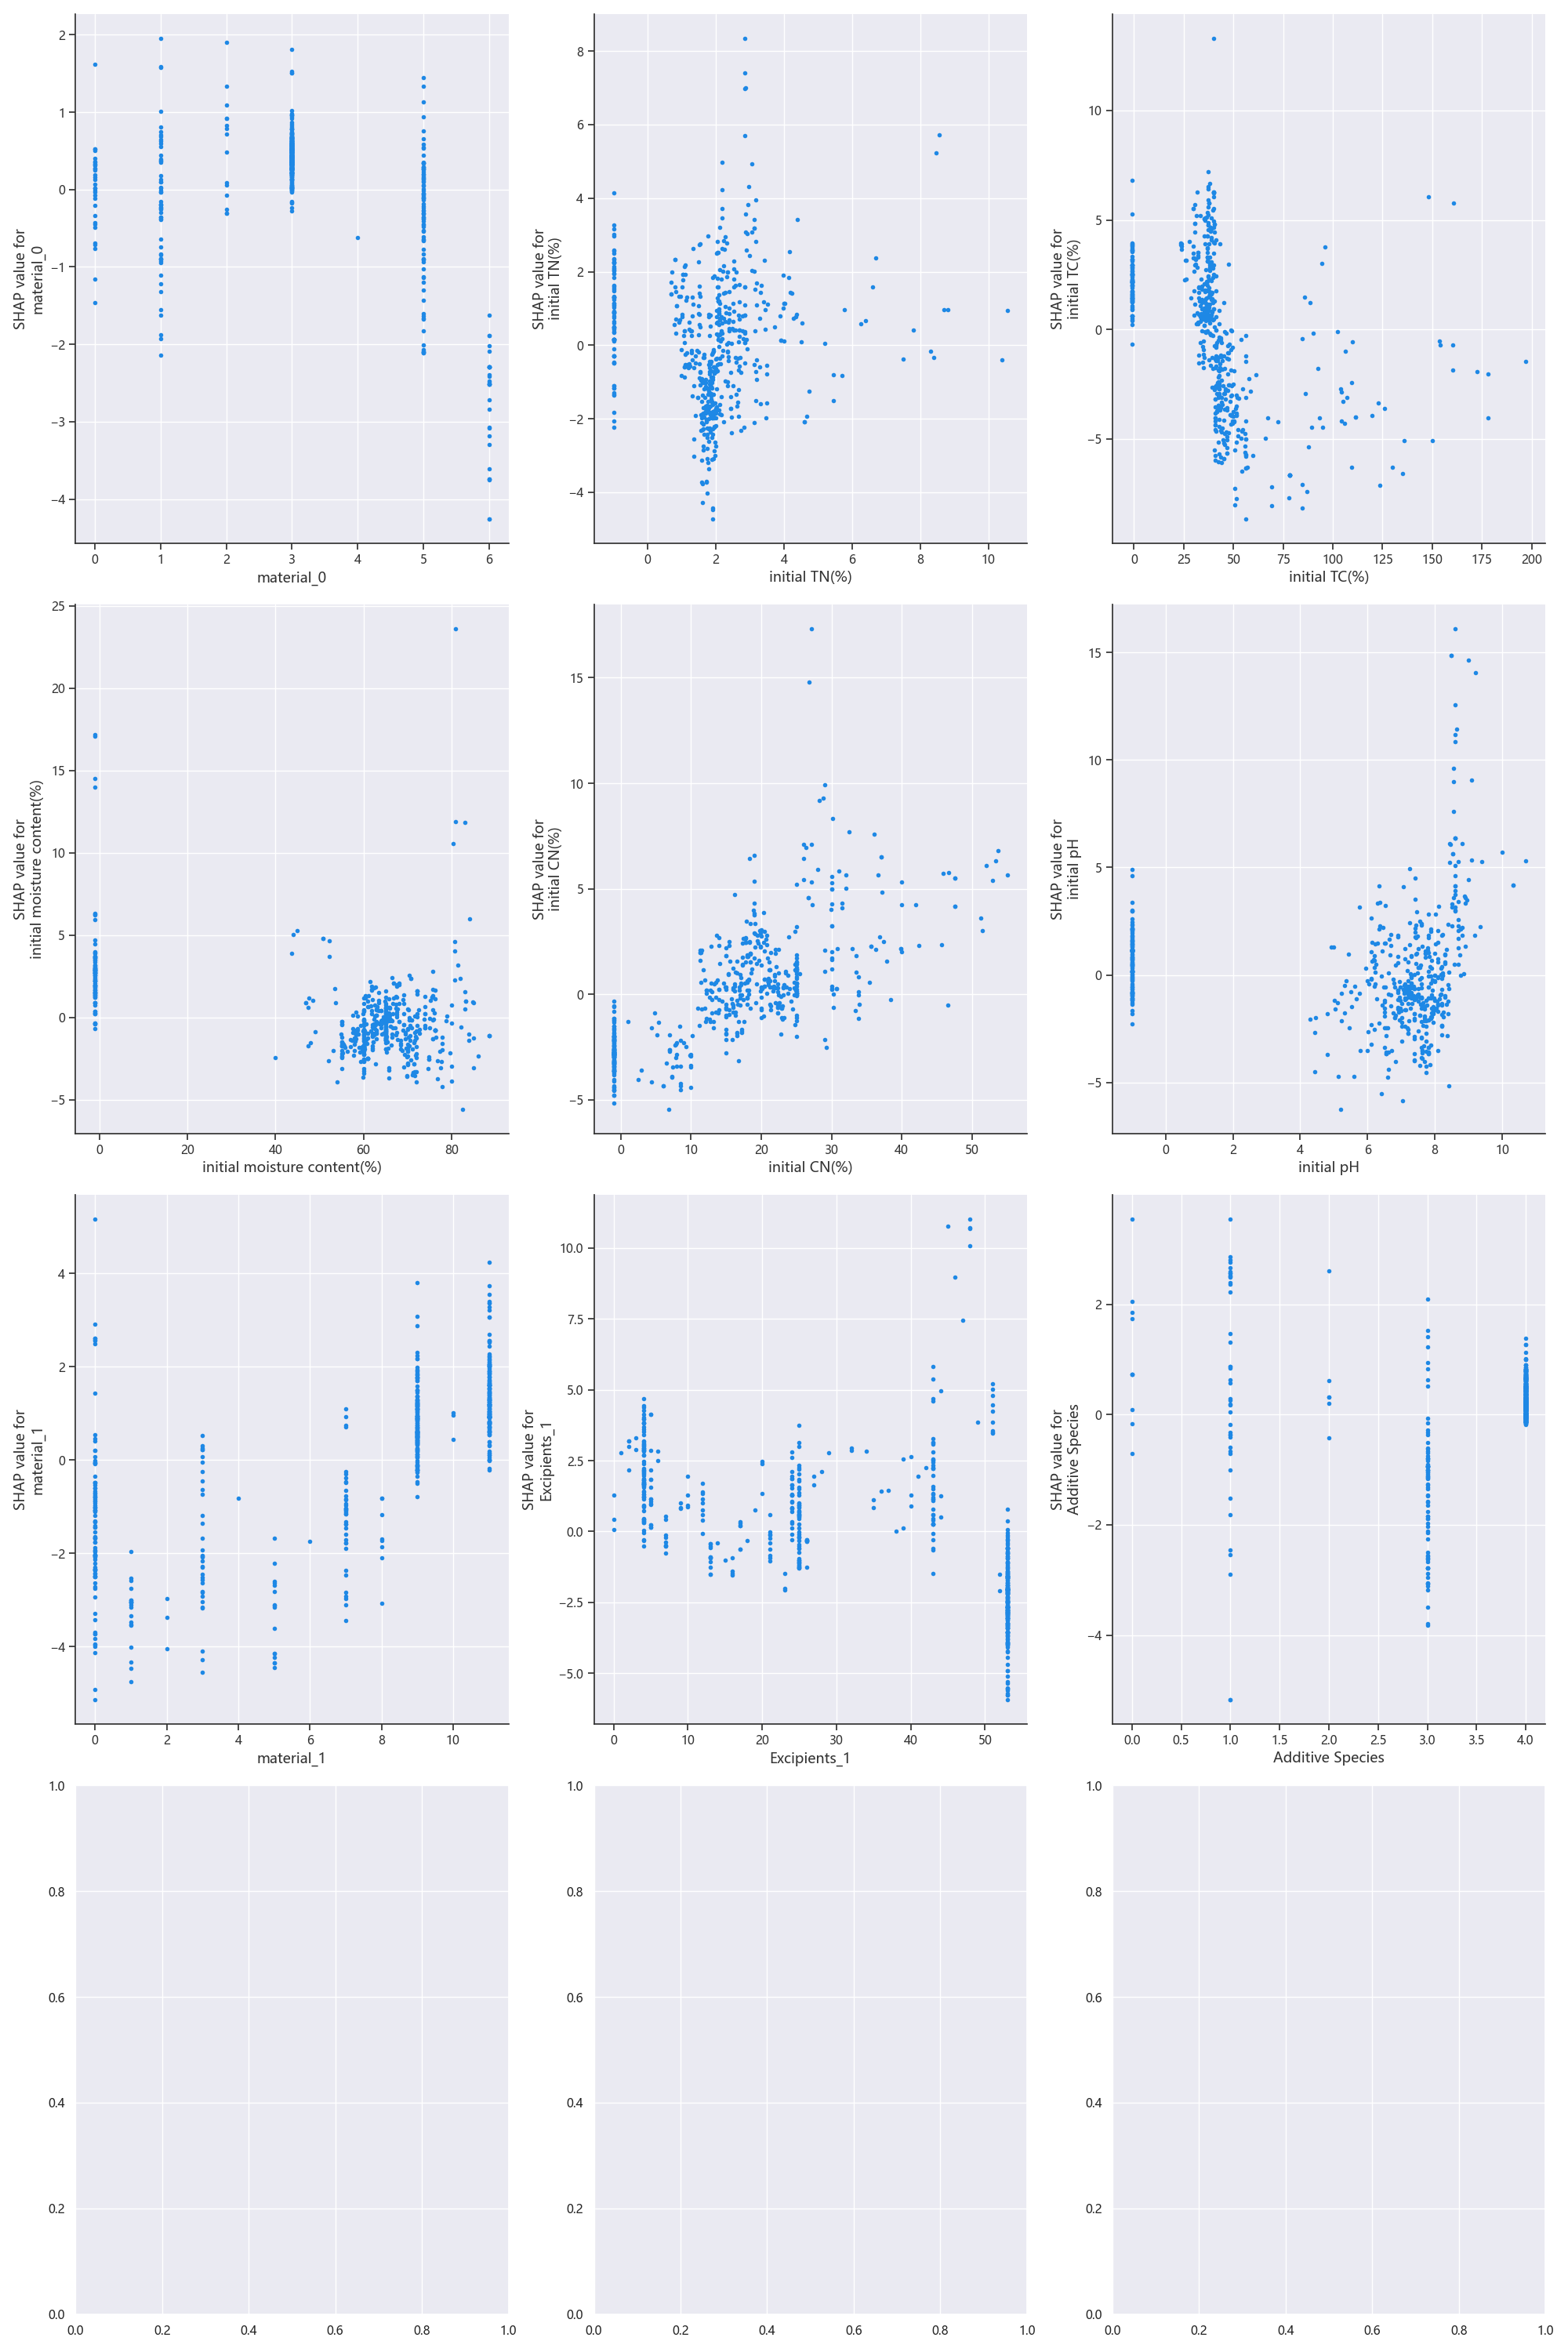 2
1
0
−1
−2
−3
−4
SHAP value for
material_0
0 1 2 3 4 5 6
material_0
8
6
4
2
0
−2
−4
SHAP value for
initial TN(%)
0 2 4 6 8 10
initial TN(%)
10
5
0
−5
SHAP value for
initial TC(%)
0 25 50 75 100 125 150 175 200
initial TC(%)
25
20
15
10
5
0
−5
SHAP value for
initial moisture content(%)
0 20 40 60 80
initial moisture content(%)
15
10
5
0
−5
SHAP value for
initial CN(%)
0 10 20 30 40 50
initial CN(%)
15
10
5
0
−5
SHAP value for
initial pH
0 2 4 6 8 10
initial pH
4
2
0
−2
−4
SHAP value for
material_1
0 2 4 6 8 10
material_1
10.0
7.5
5.0
2.5
0.0
−2.5
−5.0
SHAP value for
Excipients_1
0 10 20 30 40 50
Excipients_1
2
0
−2
−4
SHAP value for
Additive Species
0.0 0.5 1.0 1.5 2.0 2.5 3.0 3.5 4.0
Additive Species
1.0
0.8
0.6
0.4
0.2
0.0
0.0 0.2 0.4 0.6 0.8 1.0
1.0
0.8
0.6
0.4
0.2
0.0
0.0 0.2 0.4 0.6 0.8 1.0
1.0
0.8
0.6
0.4
0.2
0.0
0.0 0.2 0.4 0.6 0.8 1.0